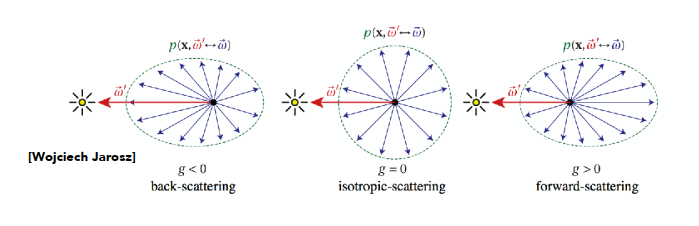 p(x, ω⃗′↔ω⃗)
ω⃗′
g < 0
back-scattering
p(x, ω⃗′↔ω⃗)
ω⃗′
g = 0
isotropic-scattering
p(x, ω⃗′↔ω⃗)
ω⃗′
g > 0
forward-scattering
[Wojciech Jarosz]